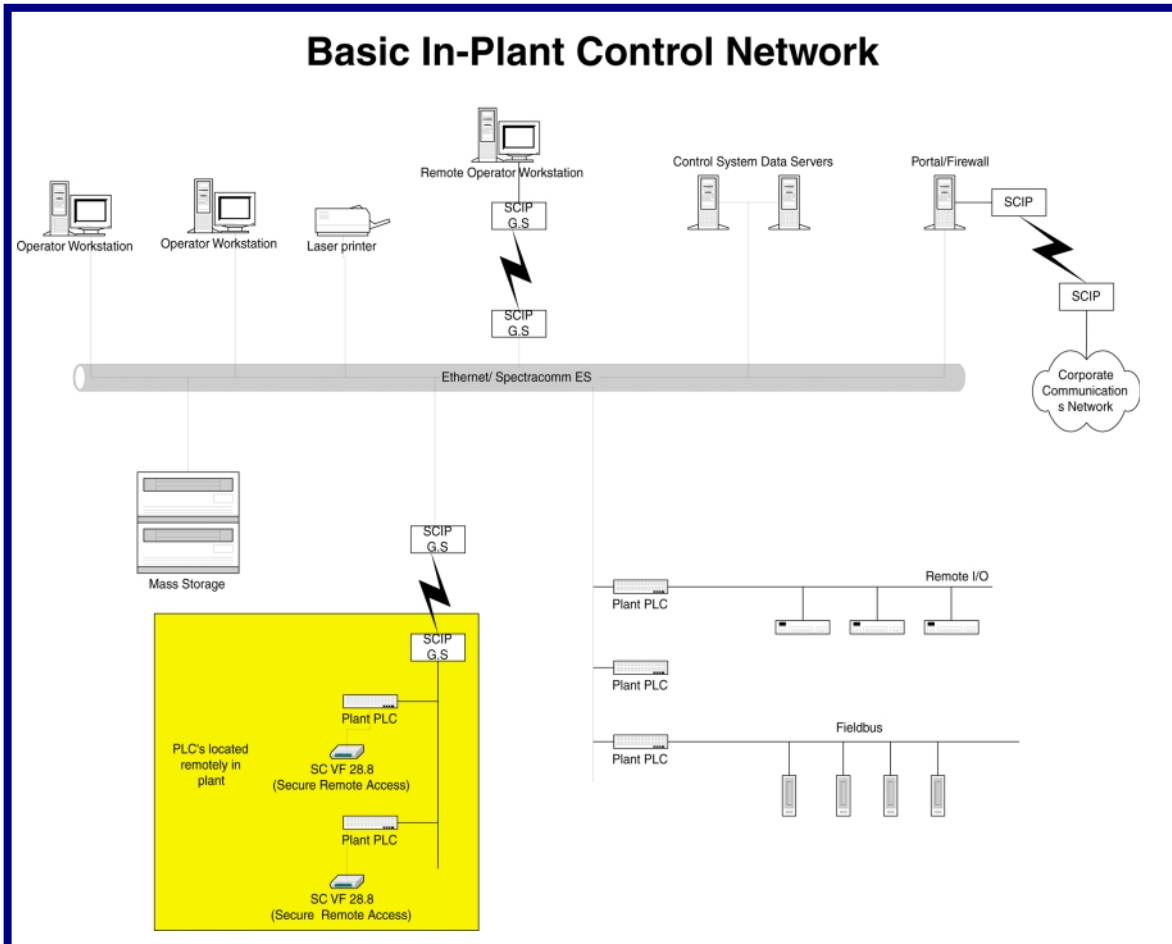 Basic In-Plant Control Network
Remote Operator Workstation
Control System Data Servers
Portal/Firewall
Operator Workstation
Operator Workstation
Laser printer
SCIP
G.S
SCIP
SCIP
G.S
SCIP
Ethernet/ Spectracomm ES
Corporate
Communication
s Network
Mass Storage
SCIP
G.S
SCIP
G.S
Plant PLC
PLC's located
remotely in
plant
SC VF 28.8
(Secure Remote Access)
Plant PLC
SC VF 28.8
(Secure Remote Access)
Remote I/O
Plant PLC
Plant PLC
Fieldbus
Plant PLC